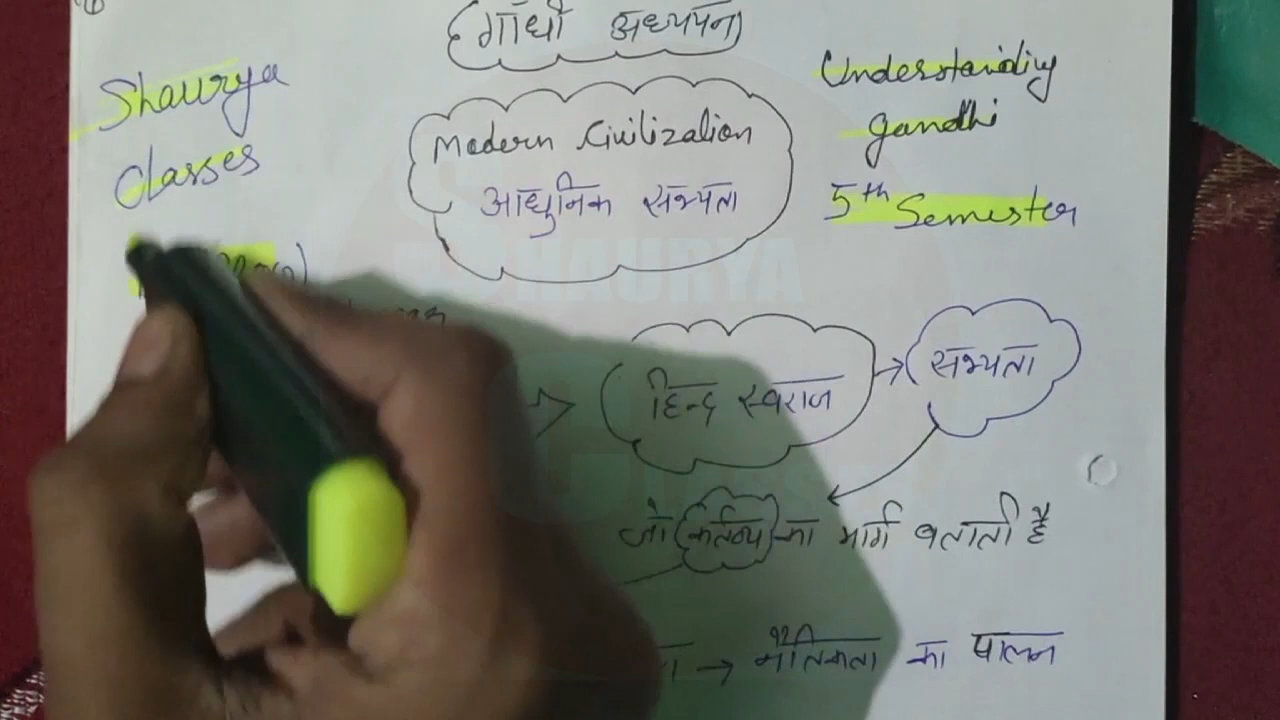 गांधी अध्ययन
Shaurya
Classes
Modern Civilization
आधुनिक सभ्यता
Understanding
gandhi
5th Semester
हिन्द स्वराज → सभ्यता
जो कर्तव्य का मार्ग बताती है
→ नैतिकता का पालन
SHAURYA